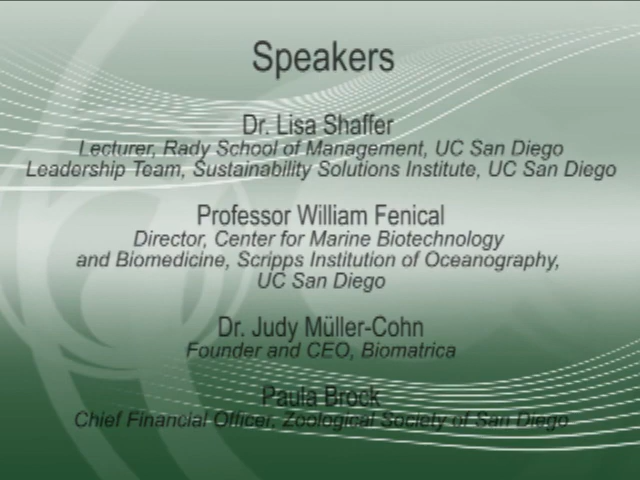 Speakers
Dr. Lisa Shaffer
Lecturer, Rady School of Management, UC San Diego
Leadership Team, Sustainability Solutions Institute, UC San Diego
Professor William Fenical
Director, Center for Marine Biotechnology
and Biomedicine, Scripps Institution of Oceanography,
UC San Diego
Dr. Judy Müller-Cohn
Founder and CEO, Biomatrica
Paula Brock
Chief Financial Officer, Zoological Society of San Diego